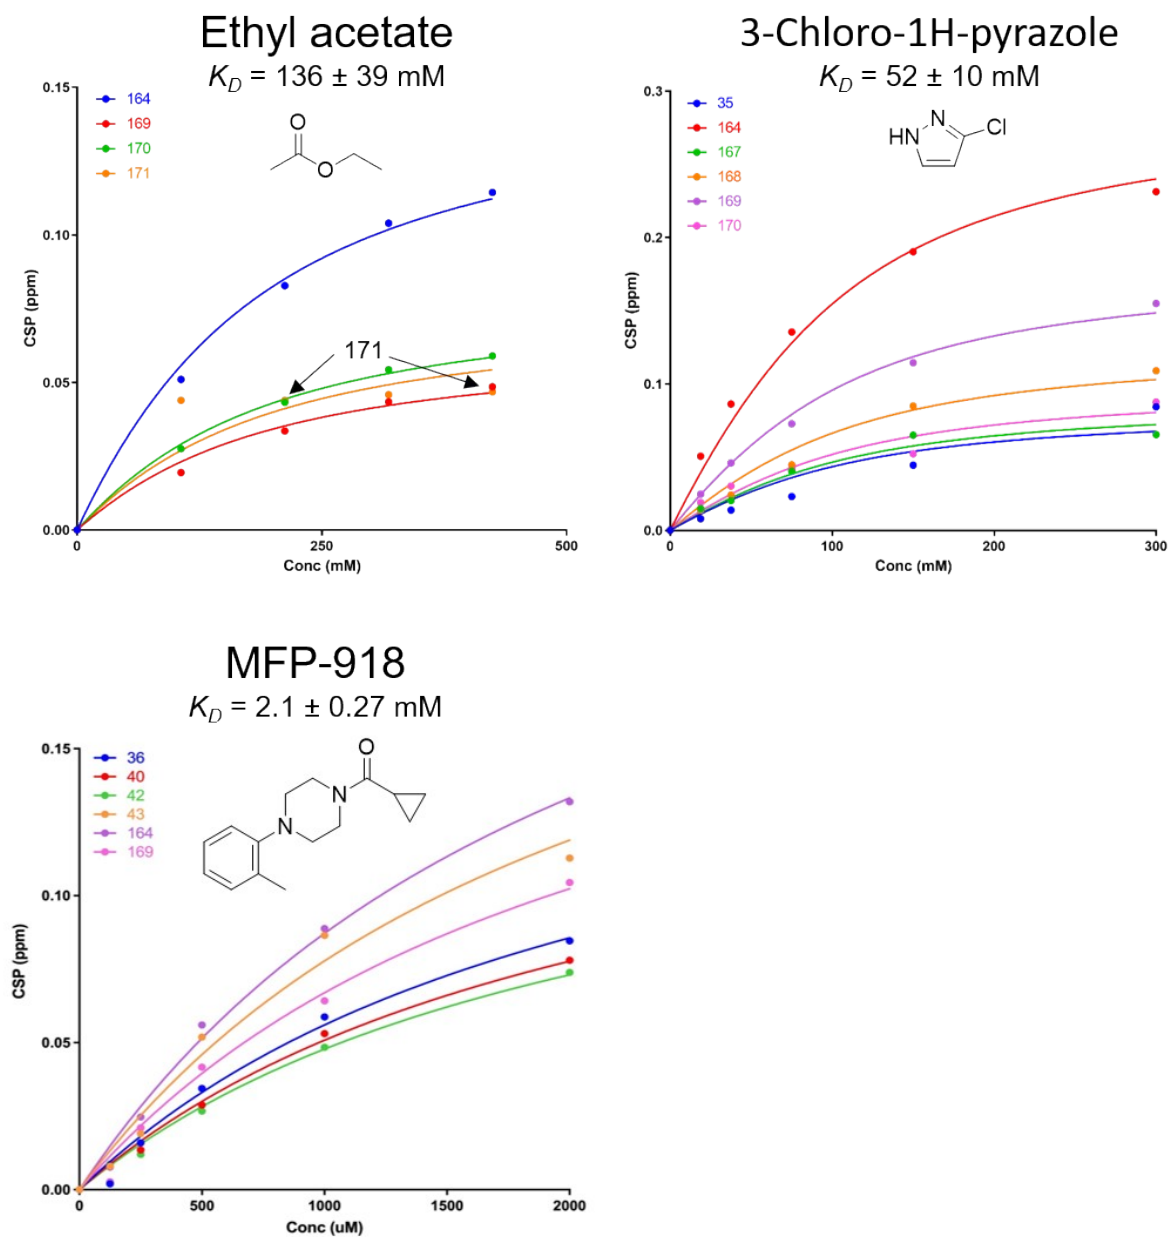 Ethyl acetate
K_D = 136 ± 39 mM
0.15
0.10
0.05
0.00
CSP (ppm)
164
169
170
171
O
O
171
0
250
500
Conc (mM)
3-Chloro-1H-pyrazole
K_D = 52 ± 10 mM
0.3
0.2
0.1
0.0
CSP (ppm)
35
164
167
168
169
170
N
HN
Cl
0
100
200
300
Conc (mM)
MFP-918
K_D = 2.1 ± 0.27 mM
0.15
0.10
0.05
0.00
CSP (ppm)
36
40
42
43
164
169
O
N
N
0
500
1000
1500
2000
Conc (uM)